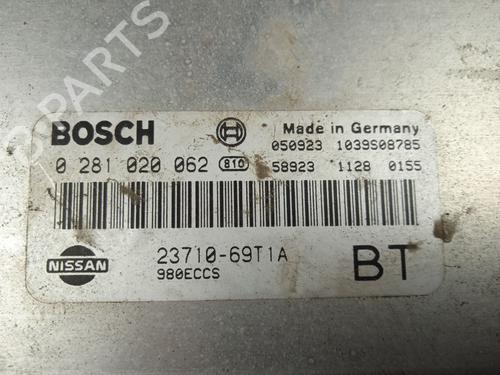 B PARTS
BOSCH
Made in Germany
050923 1039S08785
0 281 020 062 810 58923 1128 0155
NISSAN
23710-69T1A
980ECCS
BT